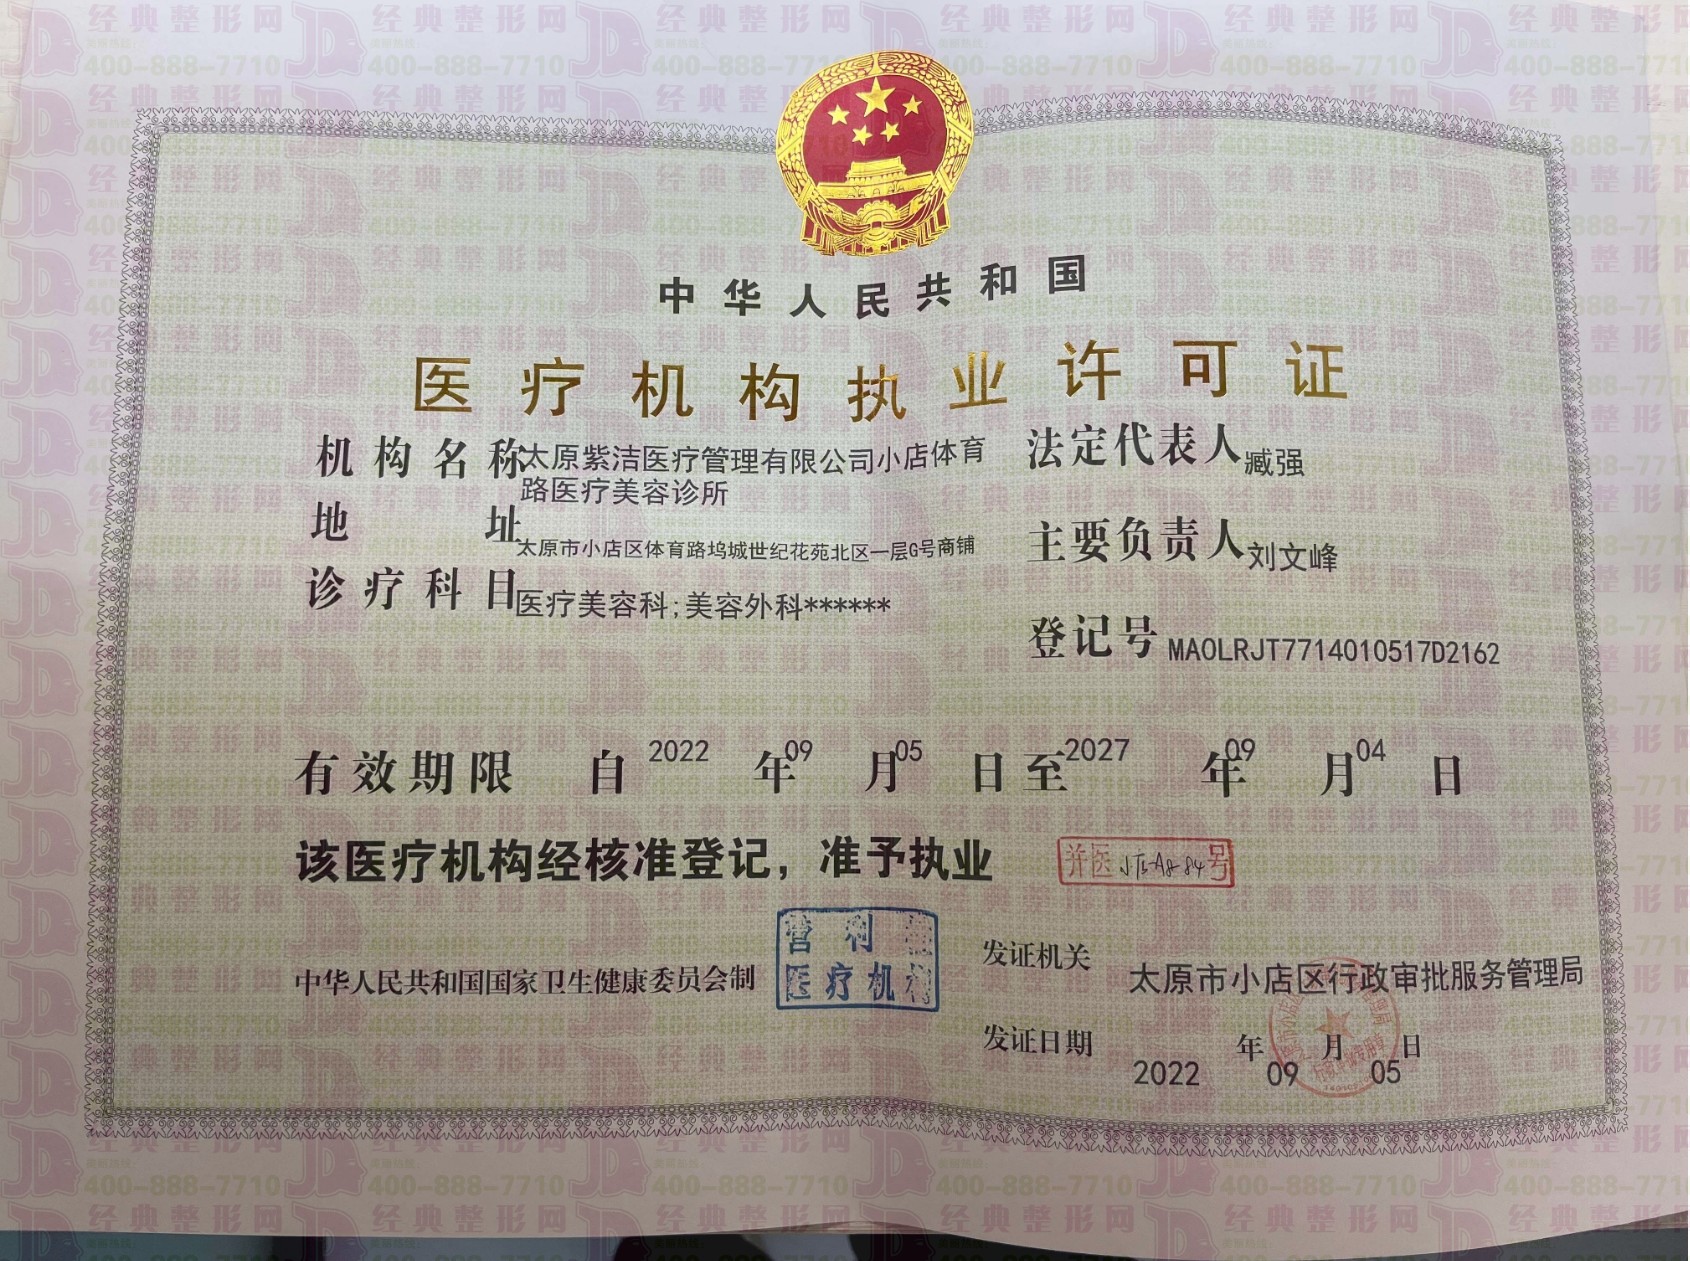 中华人民共和国
医疗机构执业许可证
机构名称 太原紫洁医疗管理有限公司小店体育
路医疗美容诊所
地址 太原市小店区体育路坞城世纪花苑北区一层G号商铺
诊疗科目 医疗美容科;美容外科******
法定代表人 臧强
主要负责人 刘文峰
登记号 MA0LRJT7714010517D2162
有效期限 自 2022 年 09 月 05 日至 2027 年 09 月 04 日
该医疗机构经核准登记，准予执业
并医小店A8-84号
中华人民共和国国家卫生健康委员会制
营利性
医疗机构
发证机关 太原市小店区行政审批服务管理局
发证日期 2022 年 09 月 05 日
经典整形网
400-888-7710